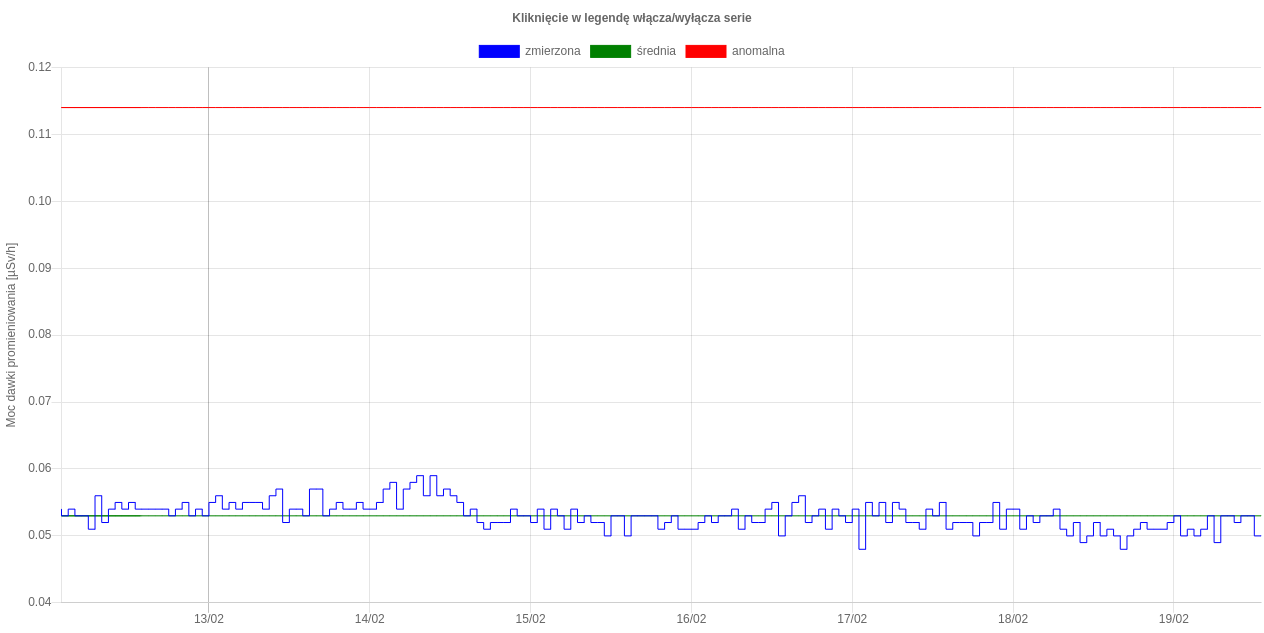 Kliknięcie w legendę włącza/wyłącza serie
zmierzona średnia anomalna
0.12
0.11
0.10
0.09
0.08
0.07
0.06
0.05
0.04
Moc dawki promieniowania [µSv/h]
13/02 14/02 15/02 16/02 17/02 18/02 19/02